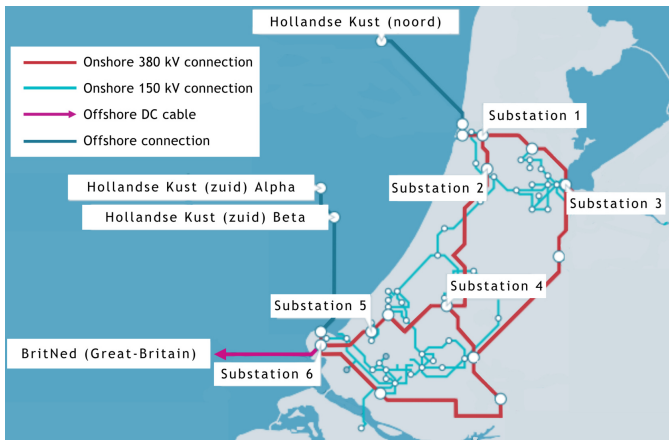 Hollandse Kust (noord)
Onshore 380 kV connection
Onshore 150 kV connection
Offshore DC cable
Offshore connection
Substation 1
Hollandse Kust (zuid) Alpha
Substation 2
Substation 3
Hollandse Kust (zuid) Beta
Substation 4
Substation 5
BritNed (Great-Britain)
Substation 6